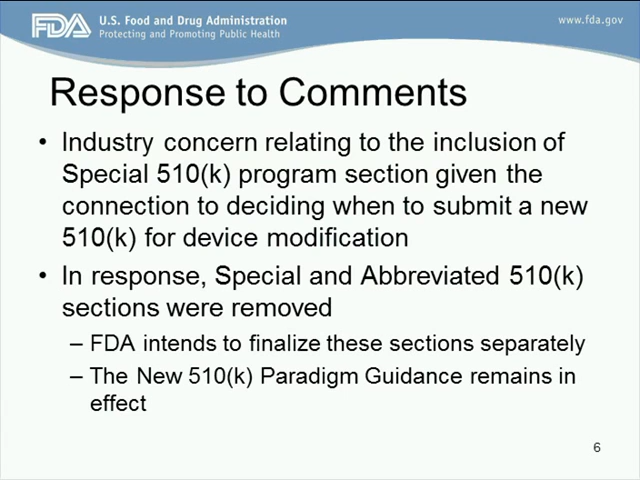 FDA U.S. Food and Drug Administration
Protecting and Promoting Public Health
www.fda.gov
Response to Comments
• Industry concern relating to the inclusion of
Special 510(k) program section given the
connection to deciding when to submit a new
510(k) for device modification
• In response, Special and Abbreviated 510(k)
sections were removed
– FDA intends to finalize these sections separately
– The New 510(k) Paradigm Guidance remains in
effect
6